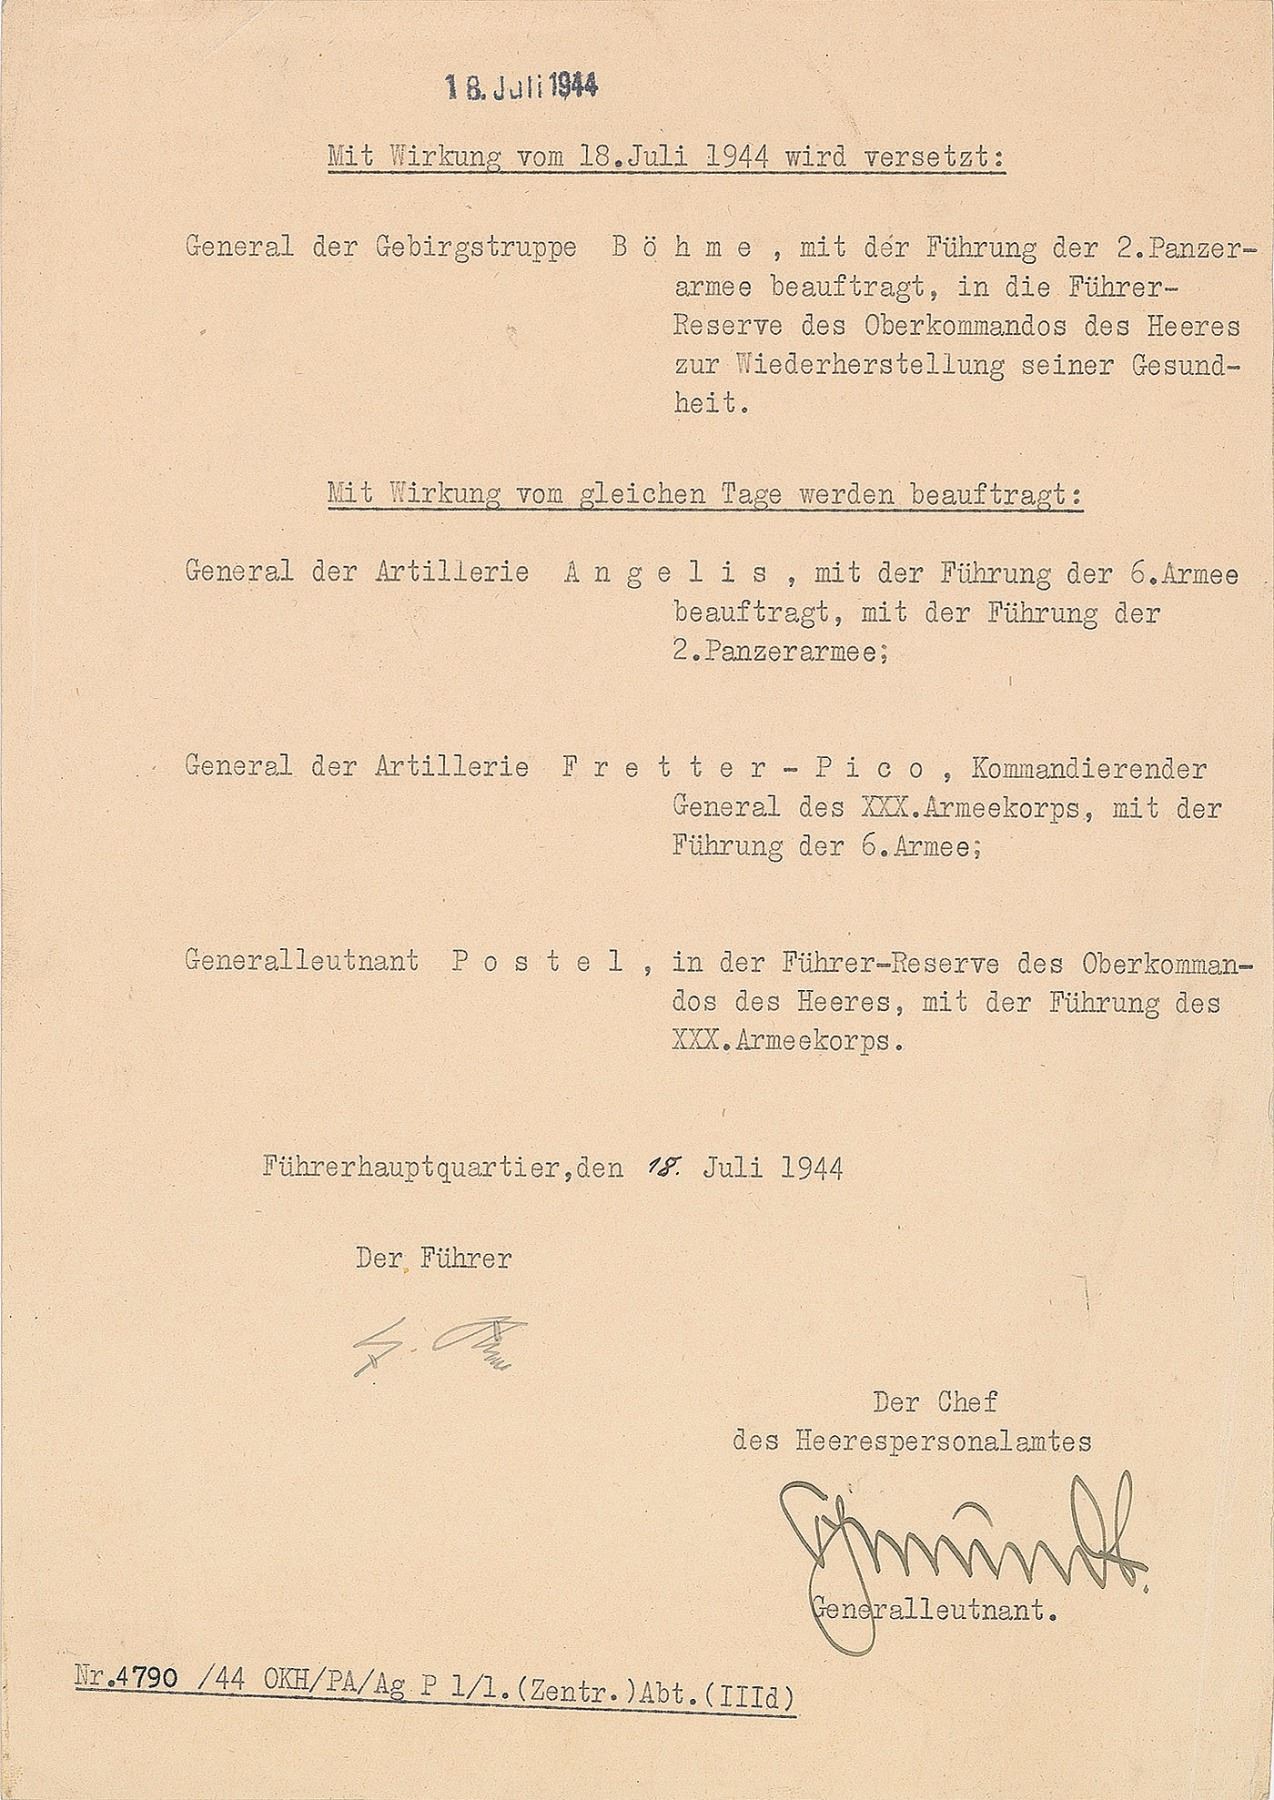 18. Juli 1944
Mit Wirkung vom 18.Juli 1944 wird versetzt:
General der Gebirgstruppe B ö h m e , mit der Führung der 2.Panzer-
armee beauftragt, in die Führer-
Reserve des Oberkommandos des Heeres
zur Wiederherstellung seiner Gesund-
heit.
Mit Wirkung vom gleichen Tage werden beauftragt:
General der Artillerie A n g e l i s , mit der Führung der 6.Armee
beauftragt, mit der Führung der
2.Panzerarmee;
General der Artillerie F r e t t e r - P i c o , Kommandierender
General des XXX.Armeekorps, mit der
Führung der 6.Armee;
Generalleutnant P o s t e l , in der Führer-Reserve des Oberkomman-
dos des Heeres, mit der Führung des
XXX.Armeekorps.
Führerhauptquartier,den 18. Juli 1944
Der Führer
Der Chef
des Heerespersonalamtes
Schmundt.
Generalleutnant.
Nr.4790 /44 OKH/PA/Ag P 1/1.(Zentr.)Abt.(IIId)